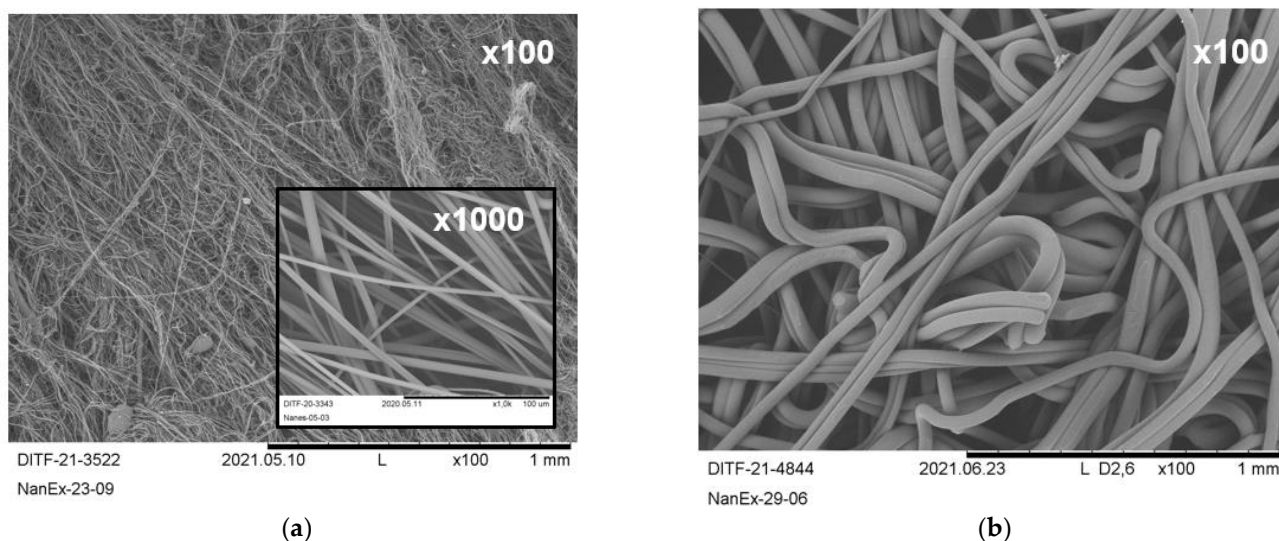 x100
x1000
DITF-20-3343 2020.05.11 x1,0k 100 um
Nanes-05-03
DITF-21-3522 2021.05.10 L x100 1 mm
NanEx-23-09
(a)
x100
DITF-21-4844 2021.06.23 L D2,6 x100 1 mm
NanEx-29-06
(b)